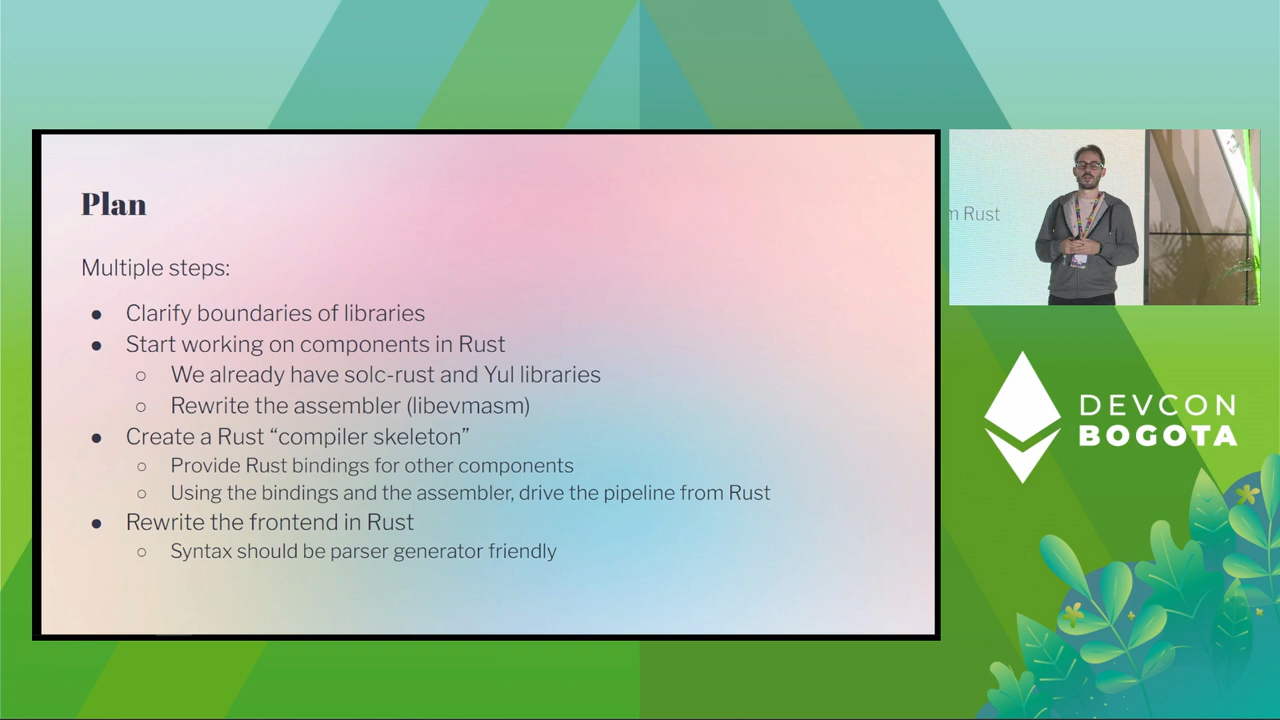 Plan
Multiple steps:
● Clarify boundaries of libraries
● Start working on components in Rust
○ We already have solc-rust and Yul libraries
○ Rewrite the assembler (libevmasm)
● Create a Rust “compiler skeleton”
○ Provide Rust bindings for other components
○ Using the bindings and the assembler, drive the pipeline from Rust
● Rewrite the frontend in Rust
○ Syntax should be parser generator friendly
m Rust
DEVCON
BOGOTA